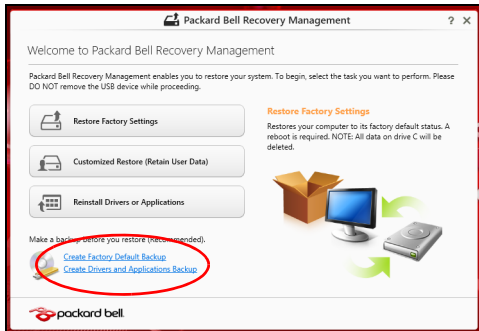 Packard Bell Recovery Management ? X
Welcome to Packard Bell Recovery Management
Packard Bell Recovery Management enables you to restore your system. To begin, select the task you want to perform. Please
DO NOT remove the USB device while proceeding.
Restore Factory Settings
Customized Restore (Retain User Data)
Reinstall Drivers or Applications
Restore Factory Settings
Restores your computer to its factory default status. A
reboot is required. NOTE: All data on drive C will be
deleted.
Make a backup before you restore (Recommended).
Create Factory Default Backup
Create Drivers and Applications Backup
packard bell.